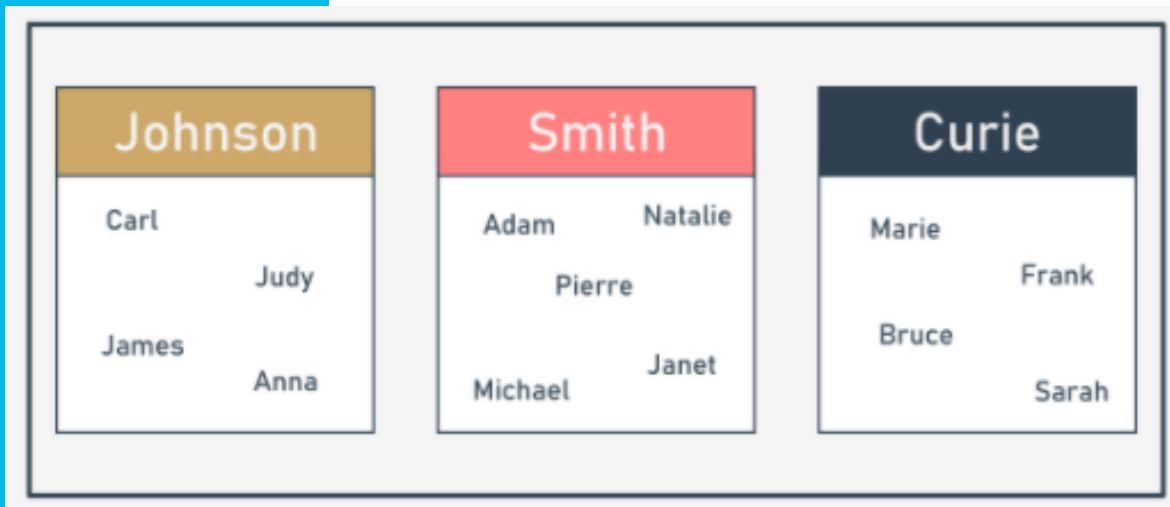 Johnson
Carl
Judy
James
Anna
Smith
Adam
Natalie
Pierre
Janet
Michael
Curie
Marie
Frank
Bruce
Sarah